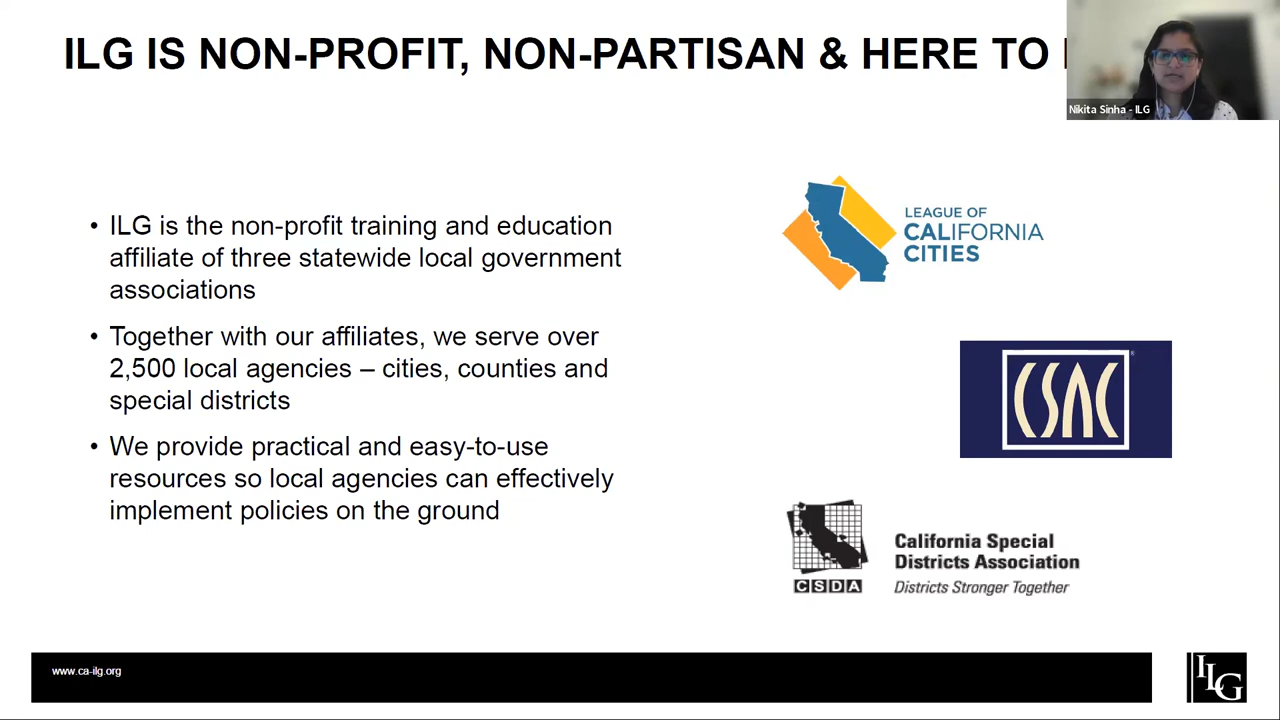 ILG IS NON-PROFIT, NON-PARTISAN & HERE TO
Nikita Sinha - ILG
• ILG is the non-profit training and education
affiliate of three statewide local government
associations
• Together with our affiliates, we serve over
2,500 local agencies – cities, counties and
special districts
• We provide practical and easy-to-use
resources so local agencies can effectively
implement policies on the ground
LEAGUE OF
CALIFORNIA
CITIES
CSAC
CSDA
California Special
Districts Association
Districts Stronger Together
www.ca-ilg.org
ILG